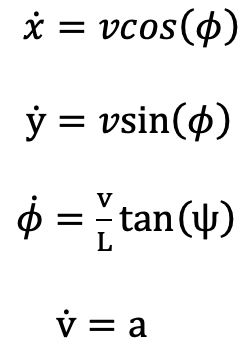 ẋ = vcos(ϕ)
ẏ = vsin(ϕ)
ϕ̇ = v/L tan(ψ)
v̇ = a